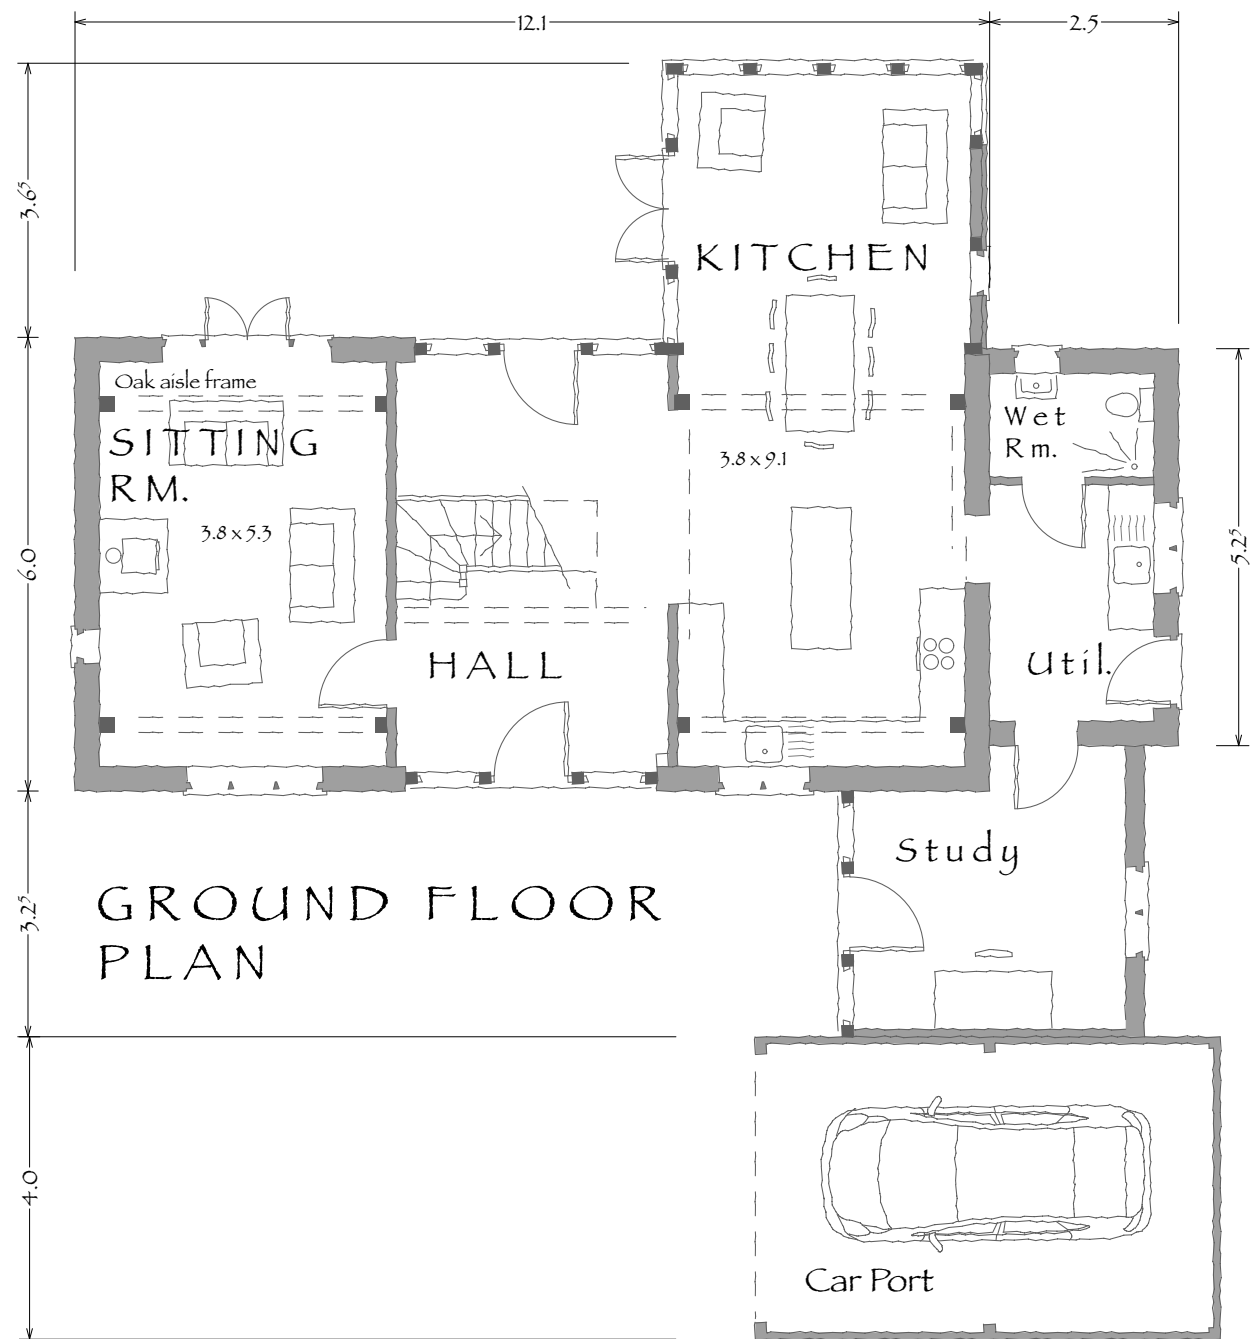 12.1
2.5
3.6⁵
KITCHEN
Oak aisle frame
SITTING
RM.
3.8 x 5.3
3.8 x 9.1
Wet
Rm.
6.0
5.2⁵
HALL
Util.
Study
GROUND FLOOR
PLAN
3.2⁵
4.0
Car Port